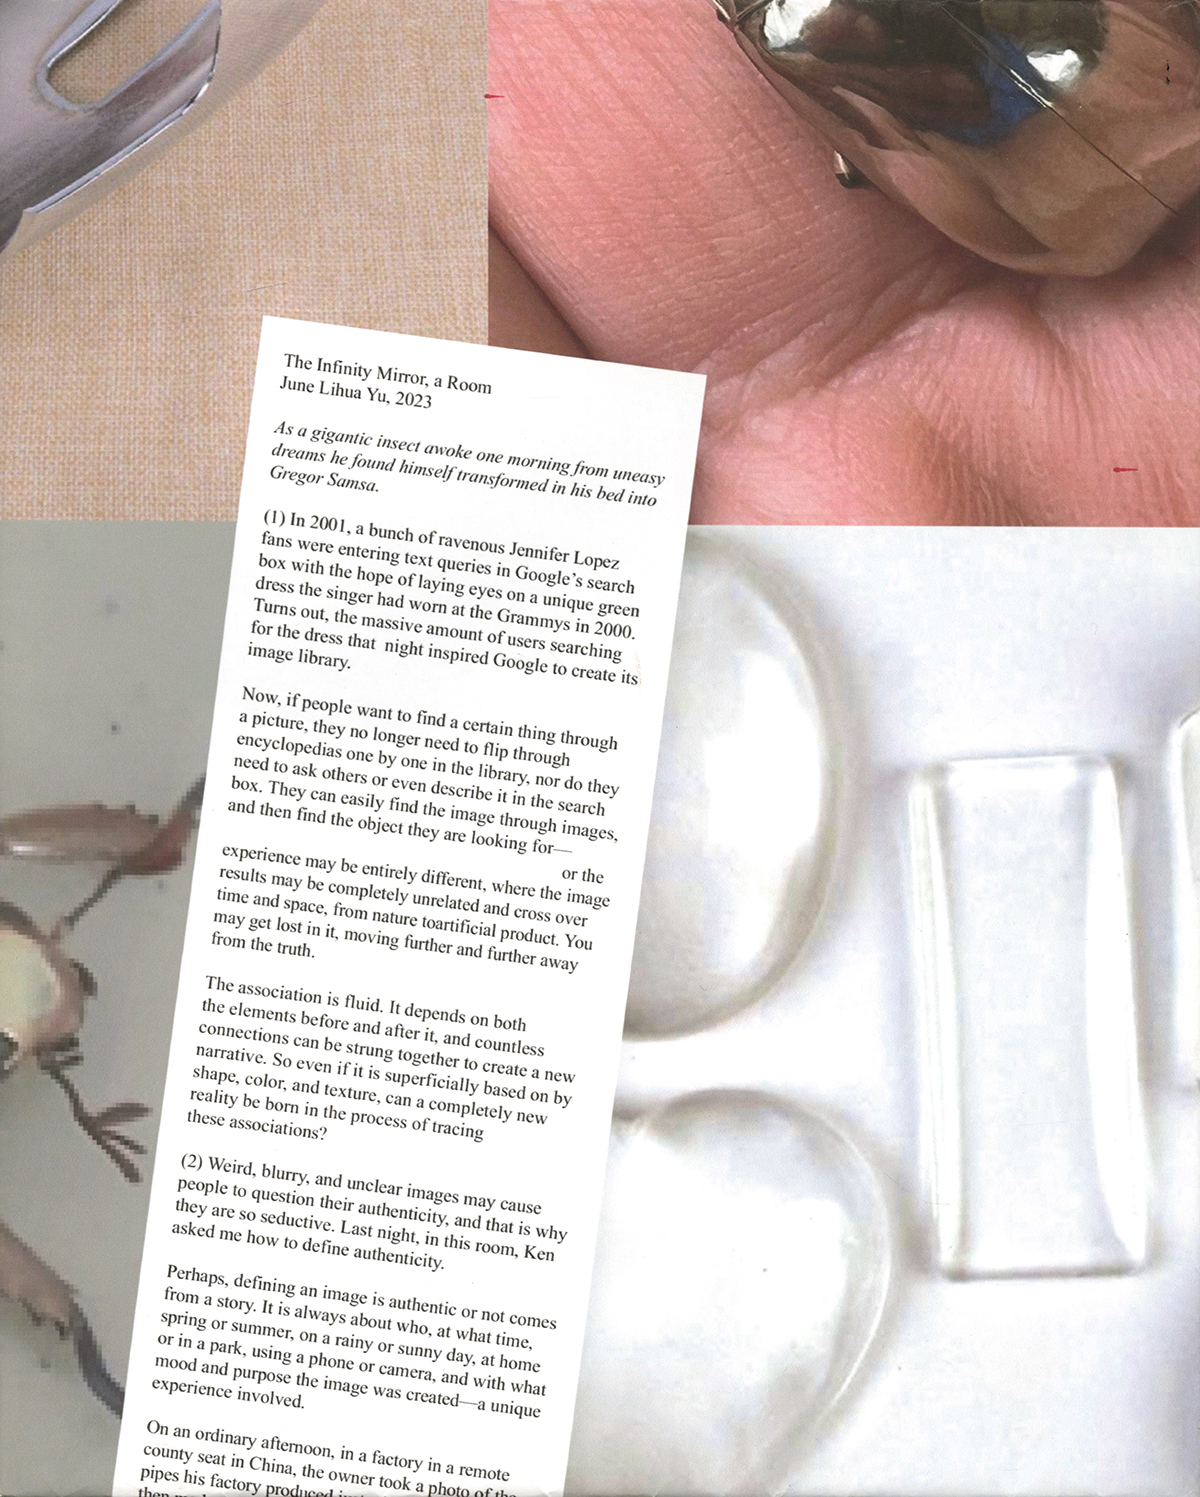 The Infinity Mirror, a Room
June Lihua Yu, 2023
As a gigantic insect awoke one morning from uneasy
dreams he found himself transformed in his bed into
Gregor Samsa.
(1) In 2001, a bunch of ravenous Jennifer Lopez
fans were entering text queries in Google’s search
box with the hope of laying eyes on a unique green
dress the singer had worn at the Grammys in 2000.
Turns out, the massive amount of users searching
for the dress that night inspired Google to create its
image library.
Now, if people want to find a certain thing through
a picture, they no longer need to flip through
encyclopedias one by one in the library, nor do they
need to ask others or even describe it in the search
box. They can easily find the image through images,
and then find the object they are looking for—
or the
experience may be entirely different, where the image
results may be completely unrelated and cross over
time and space, from nature toartificial product. You
may get lost in it, moving further and further away
from the truth.
The association is fluid. It depends on both
the elements before and after it, and countless
connections can be strung together to create a new
narrative. So even if it is superficially based on by
shape, color, and texture, can a completely new
reality be born in the process of tracing
these associations?
(2) Weird, blurry, and unclear images may cause
people to question their authenticity, and that is why
they are so seductive. Last night, in this room, Ken
asked me how to define authenticity.
Perhaps, defining an image is authentic or not comes
from a story. It is always about who, at what time,
spring or summer, on a rainy or sunny day, at home
or in a park, using a phone or camera, and with what
mood and purpose the image was created—a unique
experience involved.
On an ordinary afternoon, in a factory in a remote
county seat in China, the owner took a photo of the
pipes his factory produced
then